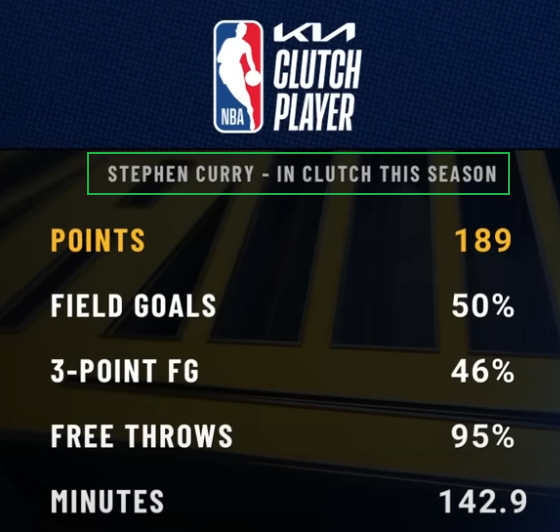 KIA
NBA
CLUTCH
PLAYER
STEPHEN CURRY - IN CLUTCH THIS SEASON
POINTS 189
FIELD GOALS 50%
3-POINT FG 46%
FREE THROWS 95%
MINUTES 142.9